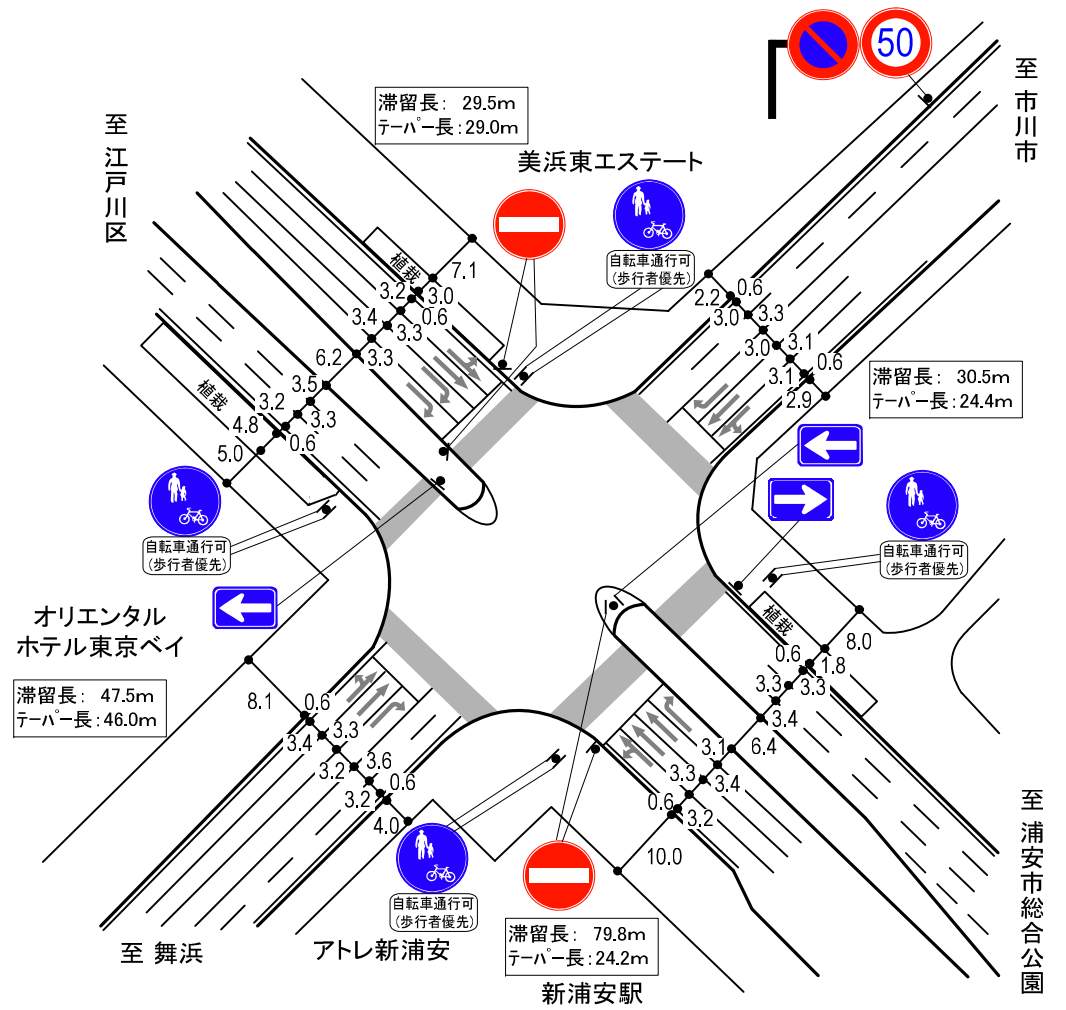 50
至 市川市
滞留長: 29.5m
テーパー長:29.0m
至 江戸川区
美浜東エステート
自転車通行可
(歩行者優先)
植栽
7.1
3.2
3.0
0.6
3.4
3.3
6.2
3.3
3.5
3.2
3.3
4.8
0.6
5.0
植栽
2.2
0.6
3.0
3.3
3.0
3.1
3.1
0.6
2.9
滞留長: 30.5m
テーパー長:24.4m
自転車通行可
(歩行者優先)
自転車通行可
(歩行者優先)
オリエンタル
ホテル東京ベイ
滞留長: 47.5m
テーパー長:46.0m
8.1
0.6
3.4
3.3
3.2
3.6
0.6
3.2
4.0
植栽
8.0
0.6
1.8
3.3
3.3
3.4
6.4
3.1
3.4
3.3
0.6
3.2
10.0
自転車通行可
(歩行者優先)
至 舞浜
アトレ新浦安
滞留長: 79.8m
テーパー長:24.2m
新浦安駅
至 浦安市総合公園